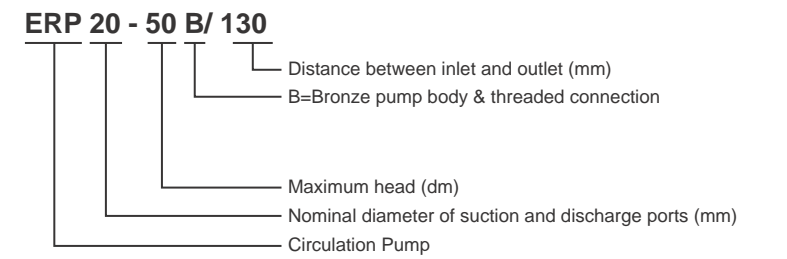 ERP 20 - 50 B/ 130
Distance between inlet and outlet (mm)
B=Bronze pump body & threaded connection
Maximum head (dm)
Nominal diameter of suction and discharge ports (mm)
Circulation Pump